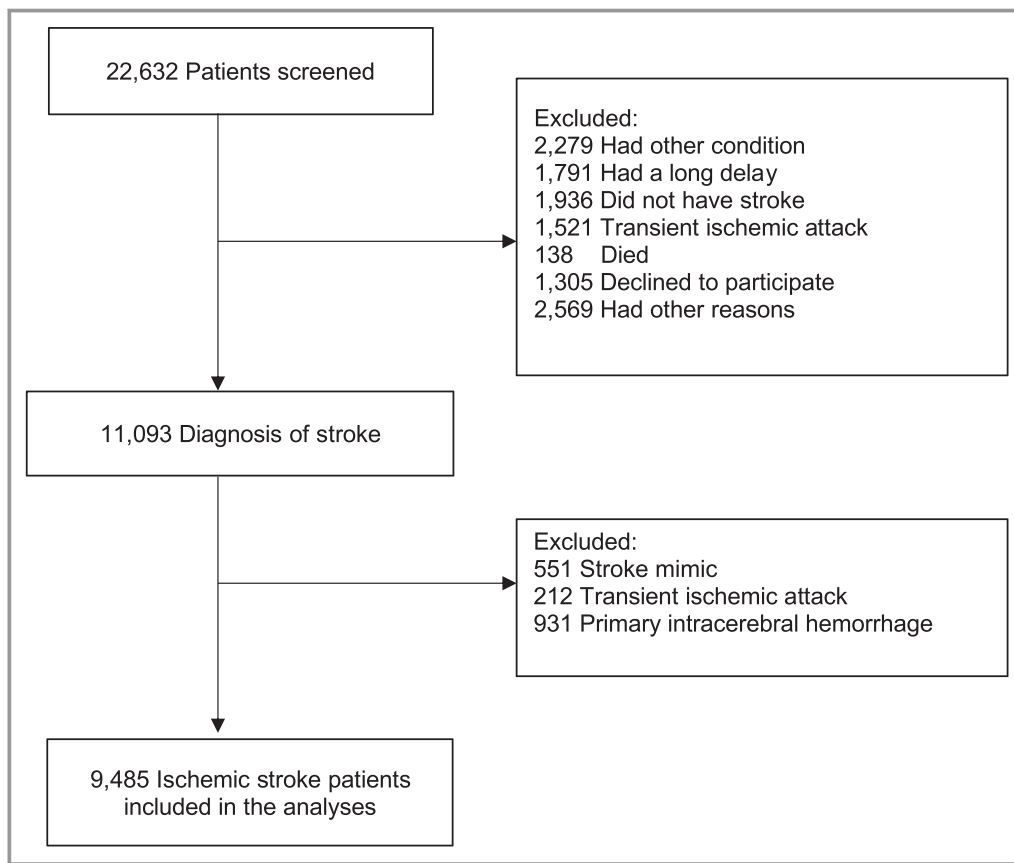 22,632 Patients screened
Excluded:
2,279 Had other condition
1,791 Had a long delay
1,936 Did not have stroke
1,521 Transient ischemic attack
138 Died
1,305 Declined to participate
2,569 Had other reasons
11,093 Diagnosis of stroke
Excluded:
551 Stroke mimic
212 Transient ischemic attack
931 Primary intracerebral hemorrhage
9,485 Ischemic stroke patients
included in the analyses